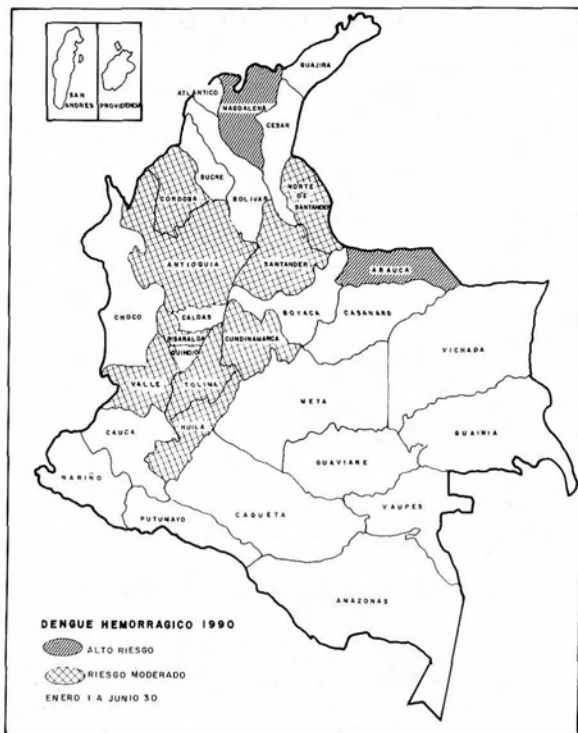 SAN ANDRES
PROVIDENCIA
GUAJIRA
ATLANTICO
MAGDALENA
CESAR
SUCRE
CORDOBA
BOLIVAR
NORTE DE SANTANDER
ANTIOQUIA
SANTANDER
ARAUCA
CHOCO
CALDAS
BOYACA
CASANARE
RISARALDA
CUNDINAMARCA
QUINDIO
VICHADA
VALLE
TOLIMA
META
HUILA
CAUCA
GUAINIA
GUAVIARE
NARIÑO
CAQUETA
VAUPES
PUTUMAYO
AMAZONAS
DENGUE HEMORRAGICO 1990
ALTO RIESGO
RIESGO MODERADO
ENERO 1 A JUNIO 30